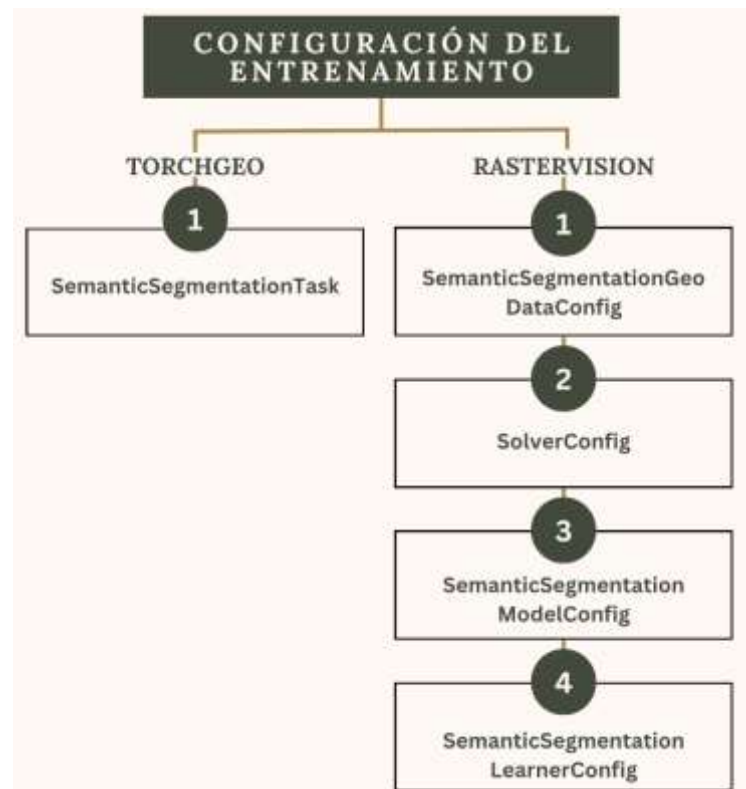 CONFIGURACIÓN DEL
ENTRENAMIENTO
TORCHGEO
1
SemanticSegmentationTask
RASTERVISION
1
SemanticSegmentationGeo
DataConfig
2
SolverConfig
3
SemanticSegmentation
ModelConfig
4
SemanticSegmentation
LearnerConfig